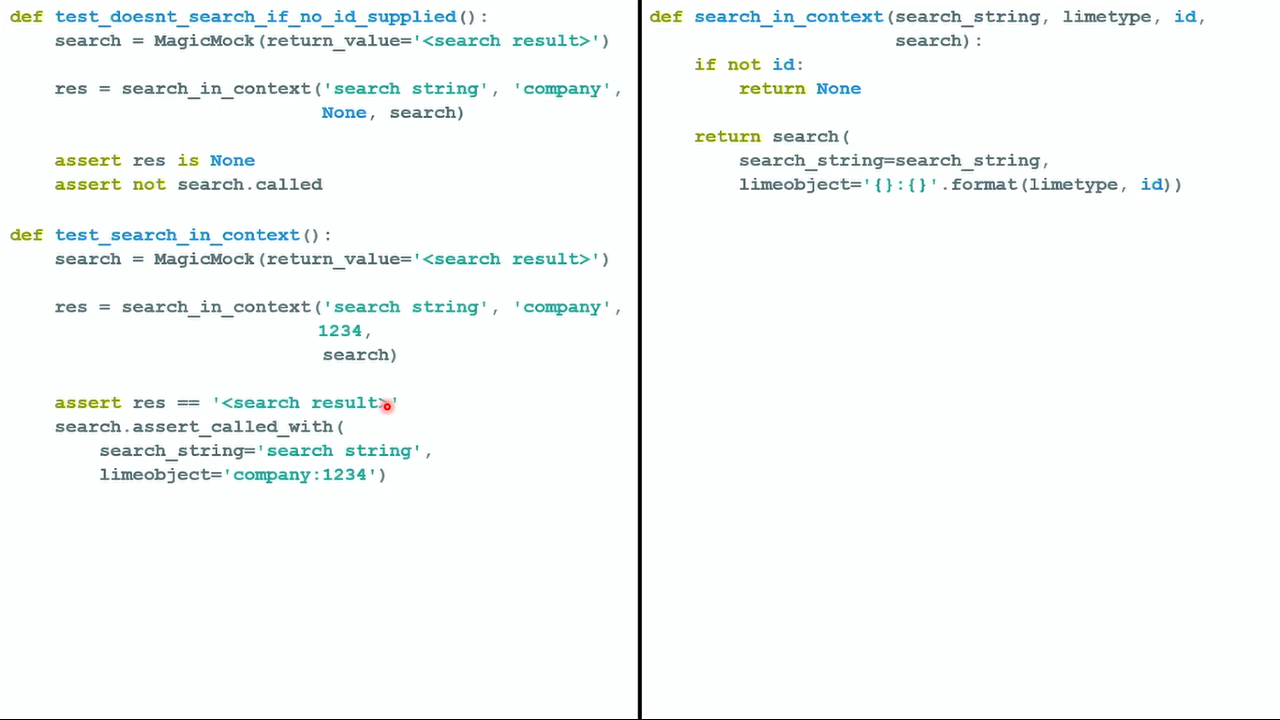 def test_doesnt_search_if_no_id_supplied():
    search = MagicMock(return_value='<search result>')

    res = search_in_context('search string', 'company',
                            None, search)

    assert res is None
    assert not search.called

def test_search_in_context():
    search = MagicMock(return_value='<search result>')

    res = search_in_context('search string', 'company',
                            1234,
                            search)

    assert res == '<search result>'
    search.assert_called_with(
        search_string='search string',
        limeobject='company:1234')

def search_in_context(search_string, limetype, id,
                      search):
    if not id:
        return None

    return search(
        search_string=search_string,
        limeobject='{}:{}'.format(limetype, id))